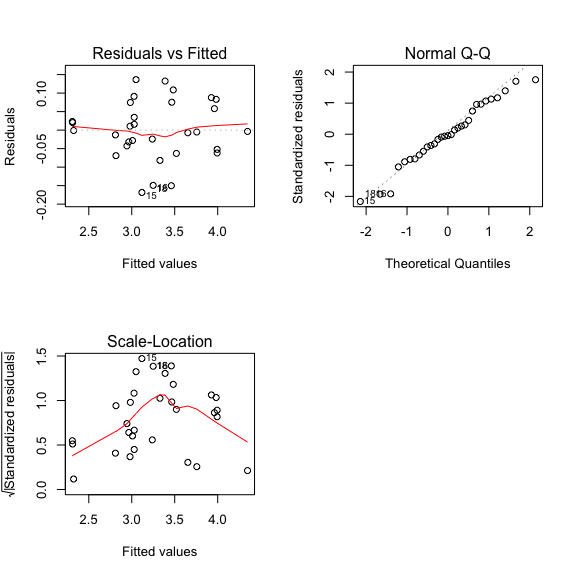 Residuals vs Fitted
Residuals
0.10
-0.05
-0.20
15
2.5 3.0 3.5 4.0
Fitted values
Normal Q-Q
Standardized residuals
2
1
0
-1
-2
15
-2 -1 0 1 2
Theoretical Quantiles
Scale-Location
√|Standardized residuals|
1.5
1.0
0.5
0.0
15
2.5 3.0 3.5 4.0
Fitted values